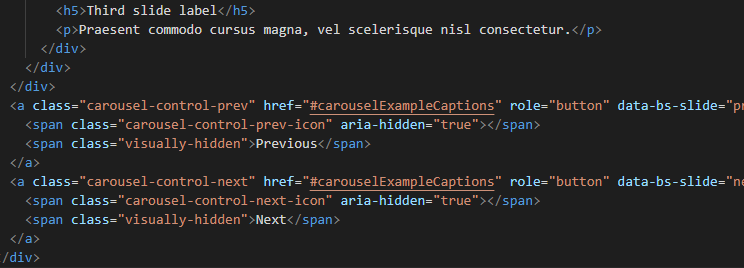 <h5>Third slide label</h5>
<p>Praesent commodo cursus magna, vel scelerisque nisl consectetur.</p>
</div>
</div>
</div>
<a class="carousel-control-prev" href="#carouselExampleCaptions" role="button" data-bs-slide="pr
<span class="carousel-control-prev-icon" aria-hidden="true"></span>
<span class="visually-hidden">Previous</span>
</a>
<a class="carousel-control-next" href="#carouselExampleCaptions" role="button" data-bs-slide="ne
<span class="carousel-control-next-icon" aria-hidden="true"></span>
<span class="visually-hidden">Next</span>
</a>
</div>